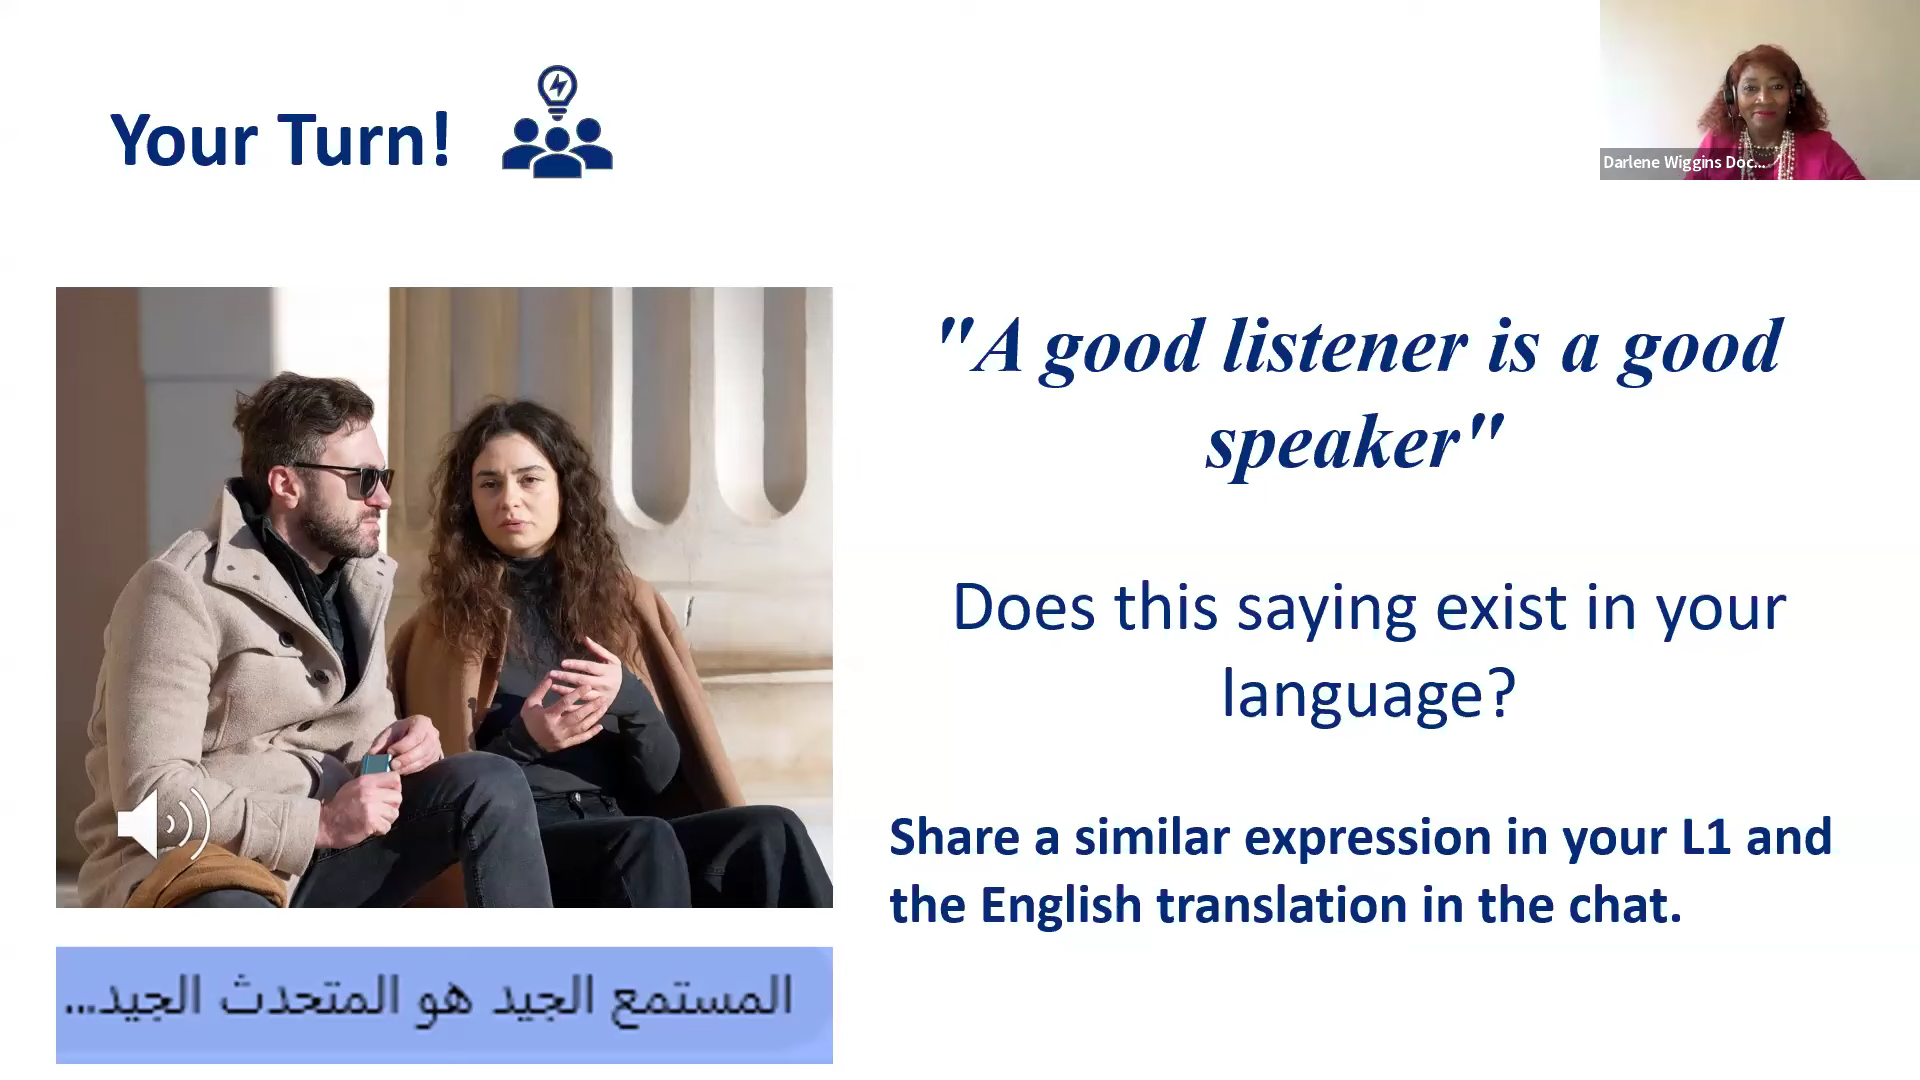 Your Turn!
Darlene Wiggins Doc...
"A good listener is a good
speaker"
Does this saying exist in your
language?
Share a similar expression in your L1 and
the English translation in the chat.
المستمع الجيد هو المتحدث الجيد...